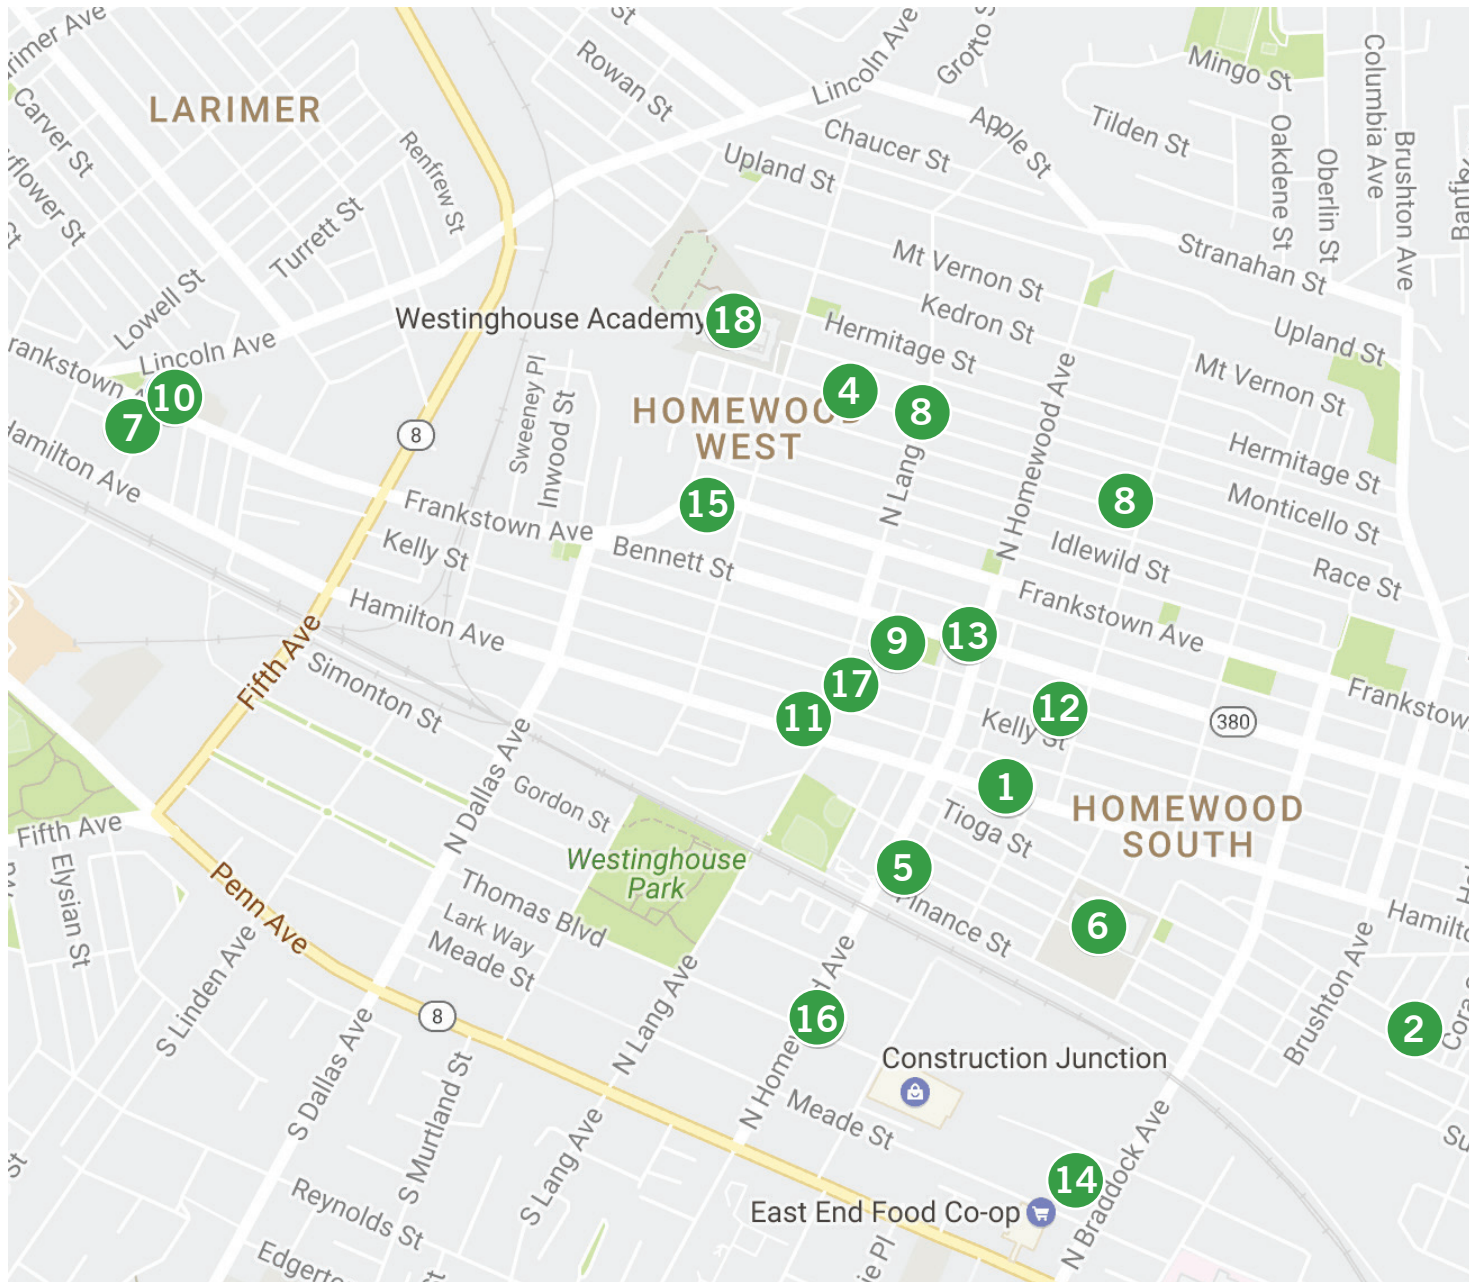 St
Lincoln Ave
Grotto S
Rowan St
Mingo St
Columbia Ave
LARIMER
Carver St
Renfrew St
Chaucer St
Apple St
Tilden St
Oakdene St
Oberlin St
Brushton Ave
Upland St
Turrett St
Mt Vernon St
Stranahan St
Lowell St
Westinghouse Academy
18
Kedron St
Hermitage St
Upland St
Lincoln Ave
Mt Vernon St
10
7
4
8
HOMEWOOD
WEST
8
Sweeney Pl
Inwood St
N Lang
N Homewood Ave
Hermitage St
Monticello St
Hamilton Ave
15
8
Frankstown Ave
Kelly St
Bennett St
Idlewild St
Race St
Frankstown Ave
Hamilton Ave
9
13
Fifth Ave
Simonton St
17
11
12
Kelly St
380
Frankstow
1
Tioga St
HOMEWOOD
SOUTH
N Dallas Ave
Gordon St
Westinghouse
Park
Fifth Ave
Elysian St
Penn Ave
Thomas Blvd
Lark Way
Meade St
5
Finance St
6
Hamilto
S Linden Ave
N Lang Ave
N Homewood Ave
16
8
Brushton Ave
2
Construction Junction
S Dallas Ave
S Murtland St
S Lang Ave
Meade St
14
N Braddock Ave
East End Food Co-op
Reynolds St
Edgerto
ie Pl
St